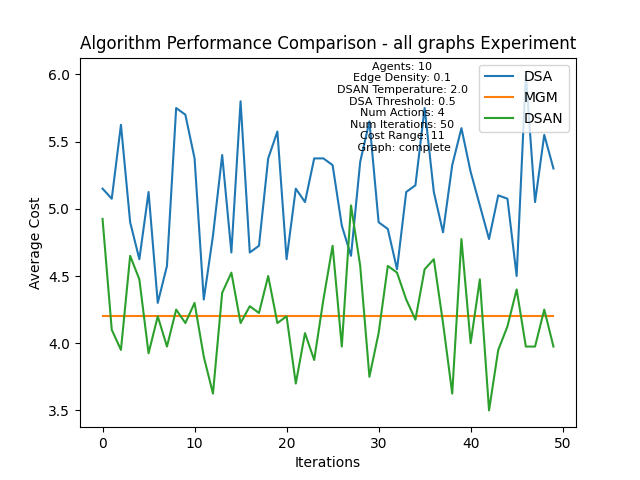 Algorithm Performance Comparison - all graphs Experiment
Agents: 10
Edge Density: 0.1
DSAN Temperature: 2.0
DSA Threshold: 0.5
Num Actions: 4
Num Iterations: 50
Cost Range: 11
Graph: complete
DSA
MGM
DSAN
Average Cost
6.0
5.5
5.0
4.5
4.0
3.5
0
10
20
30
40
50
Iterations